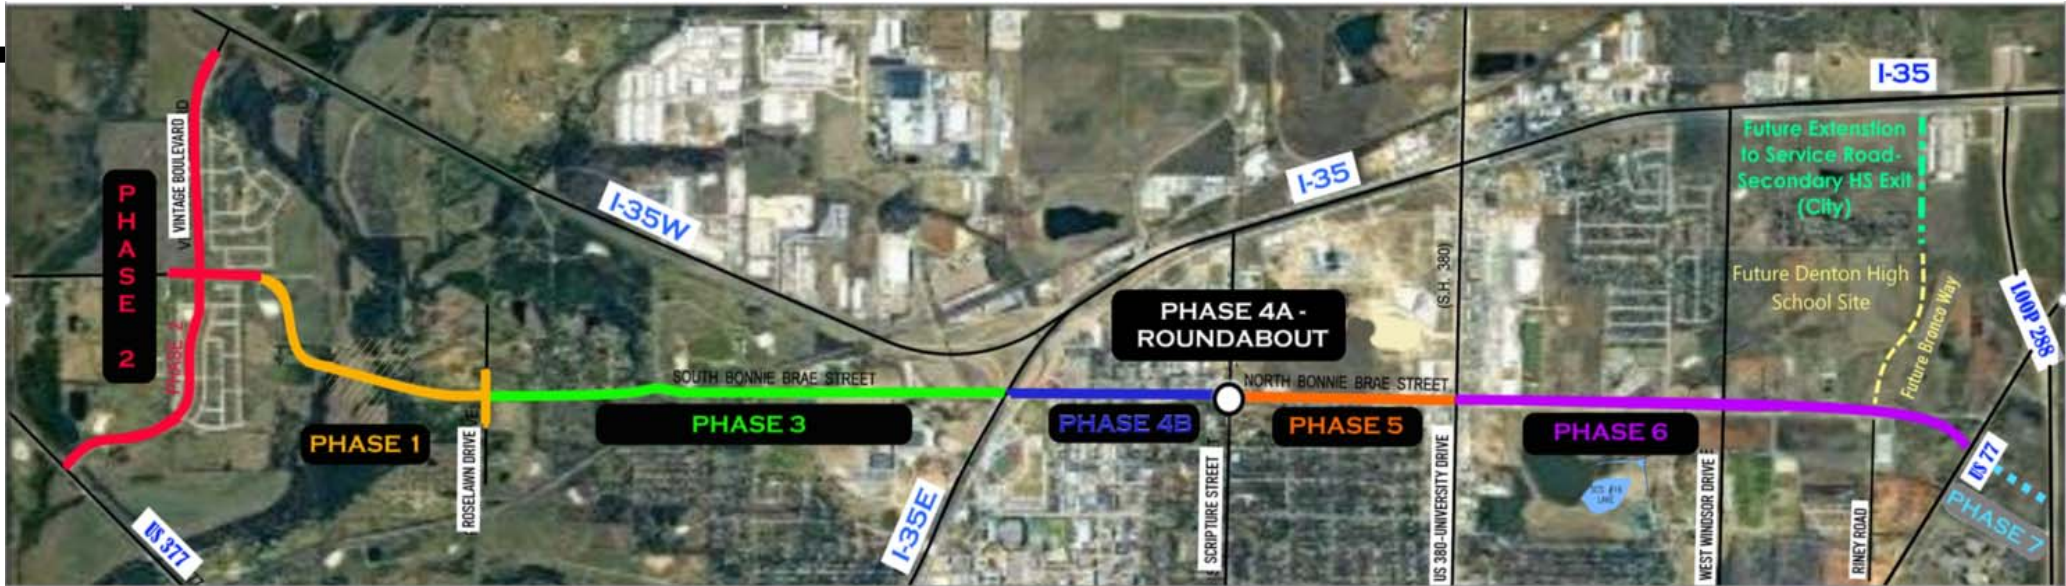 PHASE 2
VINTAGE BOULEVARD
PHASE 2
US 377
PHASE 1
ROSELAWN DRIVE
I-35W
SOUTH BONNIE BRAE STREET
PHASE 3
I-35E
I-35
PHASE 4A -
ROUNDABOUT
PHASE 4B
SCRIPTURE STREET
NORTH BONNIE BRAE STREET
PHASE 5
(S.H. 380)
US 380-UNIVERSITY DRIVE
PHASE 6
LAKE
WEST WINDSOR DRIVE
I-35
Future Extenstion
to Service Road-
Secondary HS Exit
(City)
Future Denton High
School Site
Future Bronco Way
RINEY ROAD
LOOP 288
US 77
PHASE 7